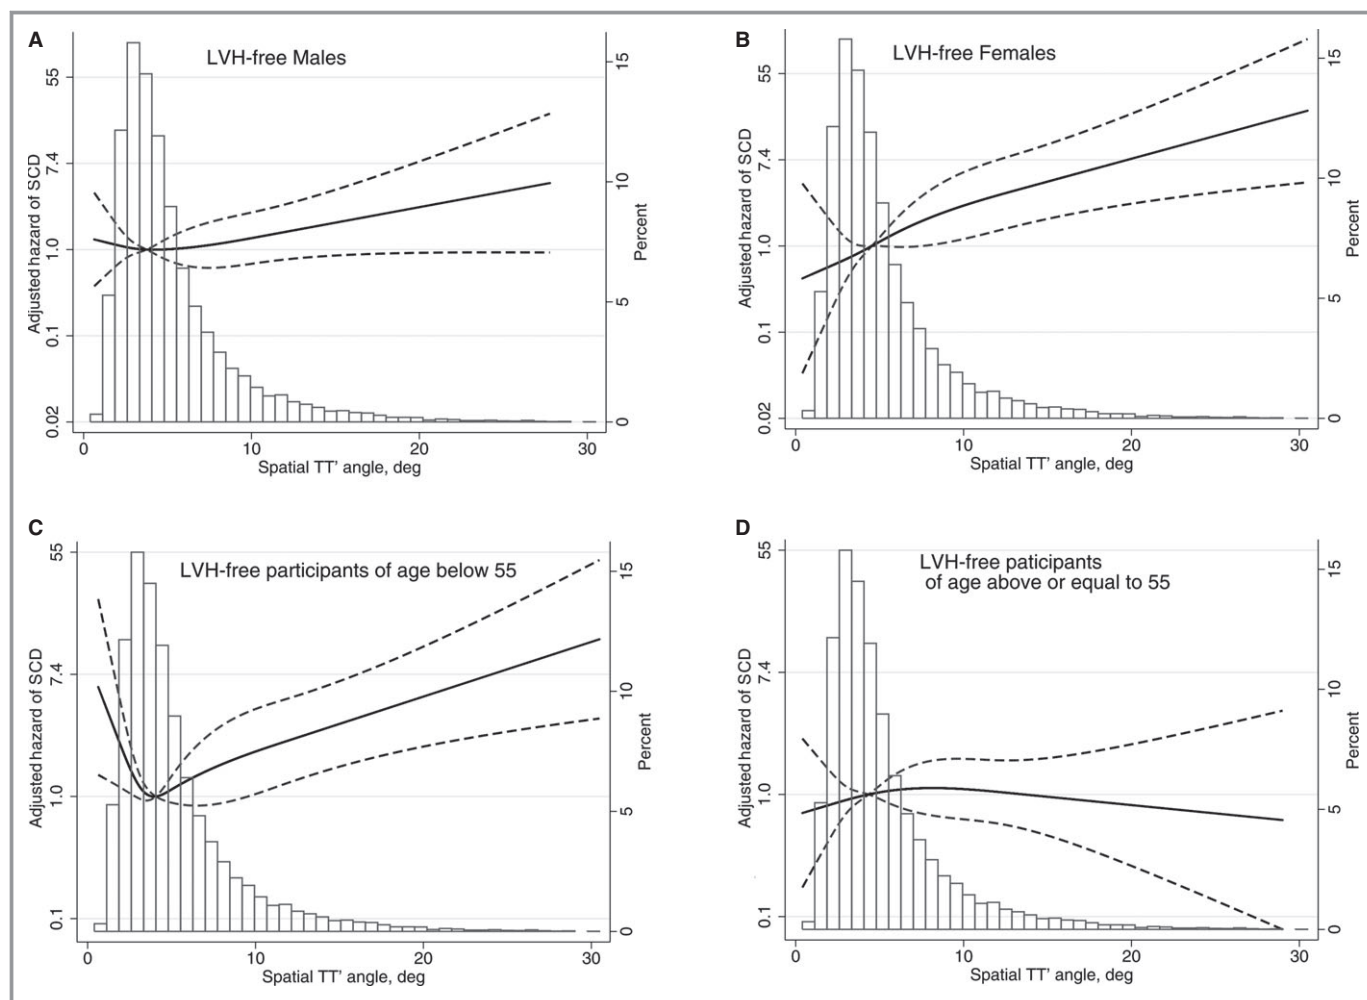 A
LVH-free Males
Adjusted hazard of SCD
55
7.4
1.0
0.1
0.02
15
10
5
0
Percent
0
10
20
30
Spatial TT’ angle, deg
B
LVH-free Females
Adjusted hazard of SCD
55
7.4
1.0
0.1
0.02
15
10
5
0
Percent
0
10
20
30
Spatial TT’ angle, deg
C
LVH-free participants of age below 55
Adjusted hazard of SCD
55
7.4
1.0
0.1
15
10
5
0
Percent
0
10
20
30
Spatial TT’ angle, deg
D
LVH-free paticipants
of age above or equal to 55
Adjusted hazard of SCD
55
7.4
1.0
0.1
15
10
5
0
Percent
0
10
20
30
Spatial TT’ angle, deg